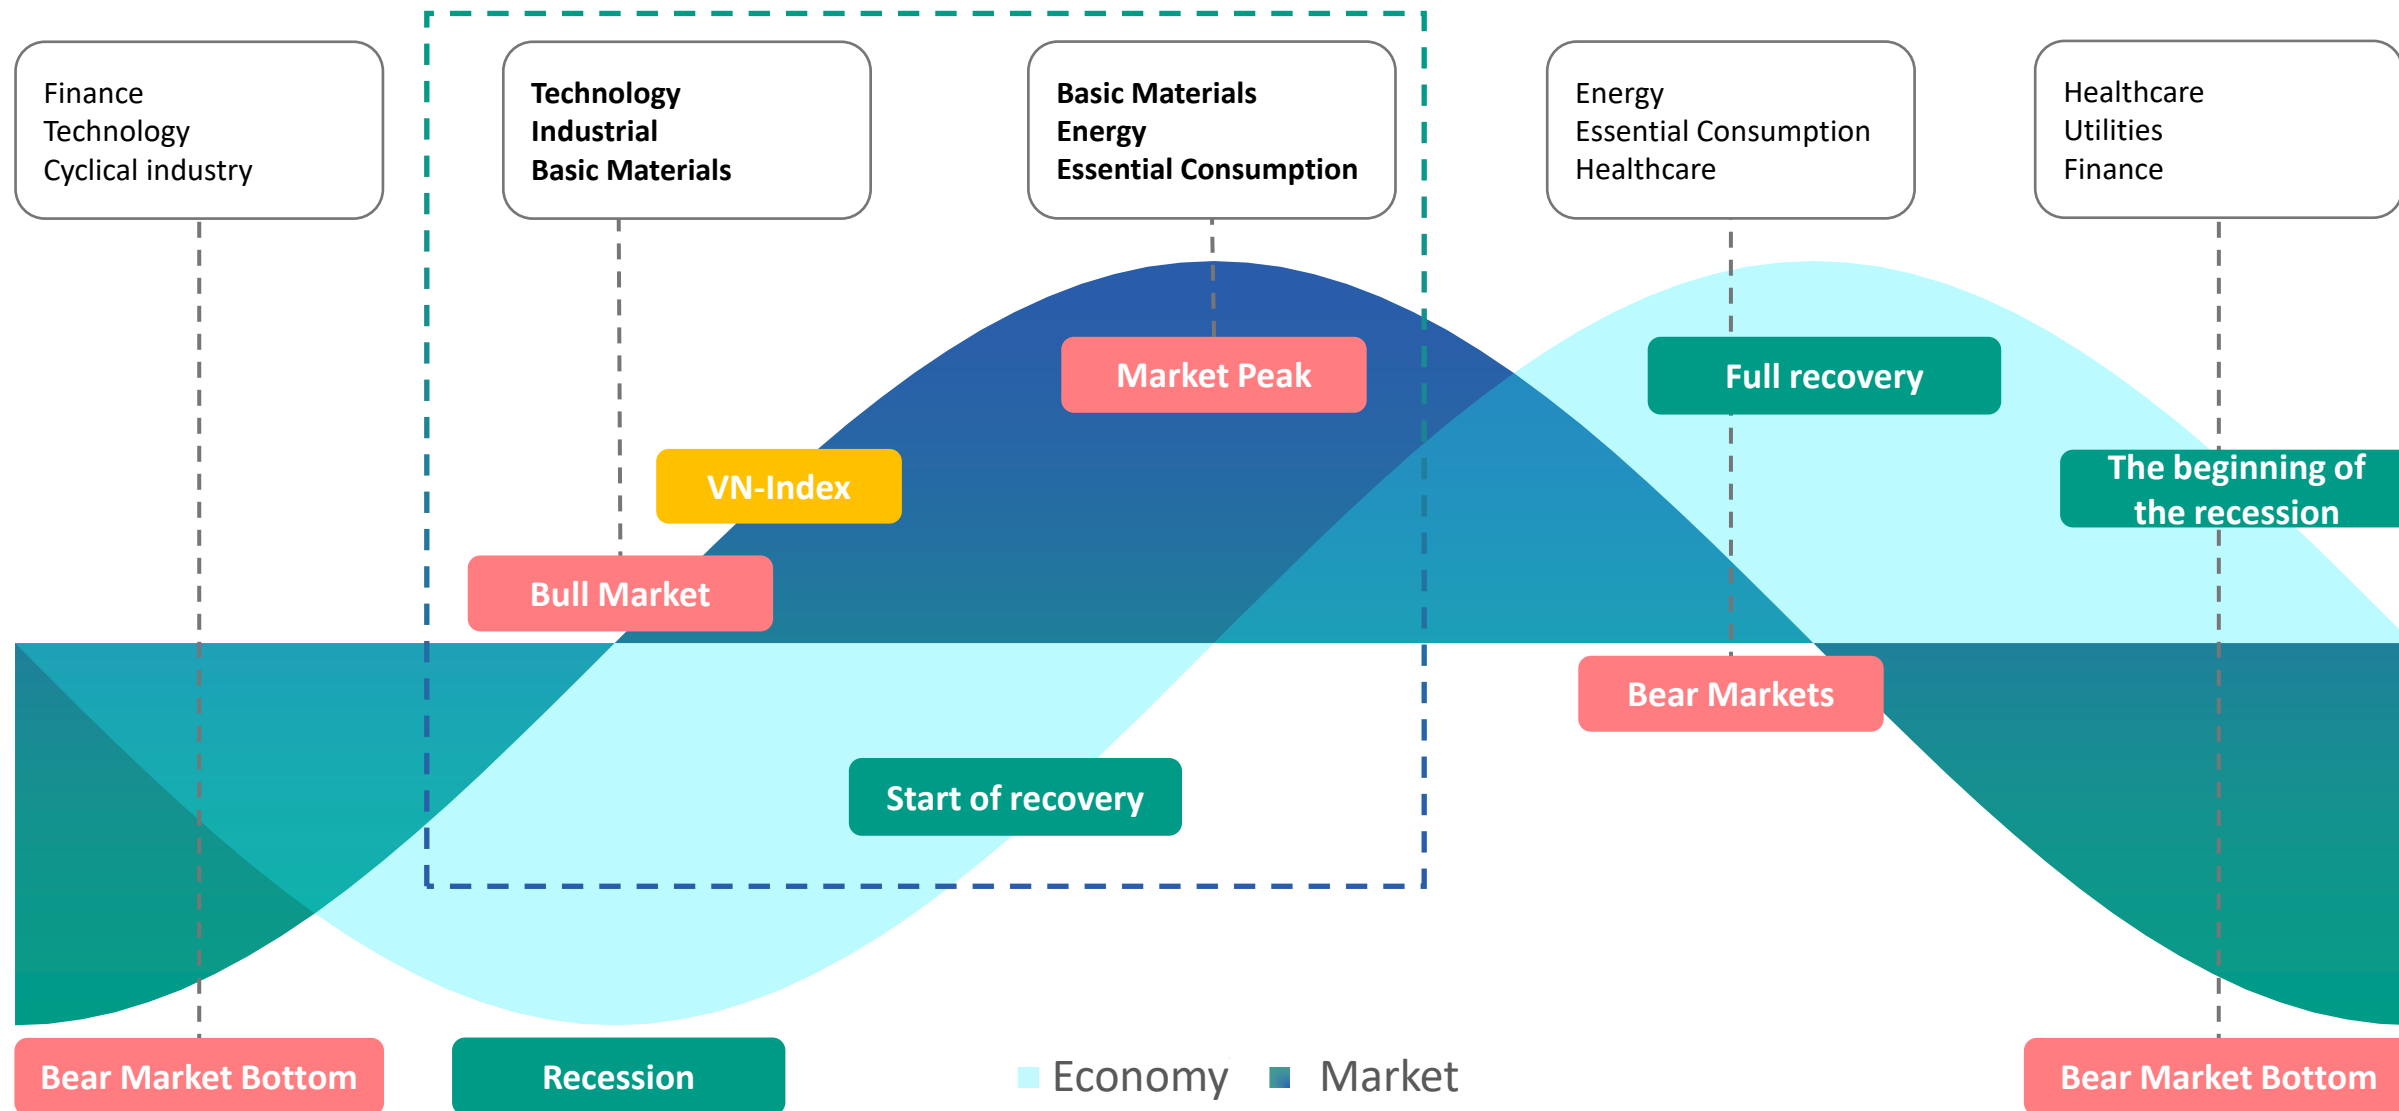 Finance
Technology
Cyclical industry
Technology
Industrial
Basic Materials
Basic Materials
Energy
Essential Consumption
Energy
Essential Consumption
Healthcare
Healthcare
Utilities
Finance
Market Peak
Full recovery
VN-Index
The beginning of
the recession
Bull Market
Bear Markets
Start of recovery
Bear Market Bottom
Recession
Economy
Market
Bear Market Bottom